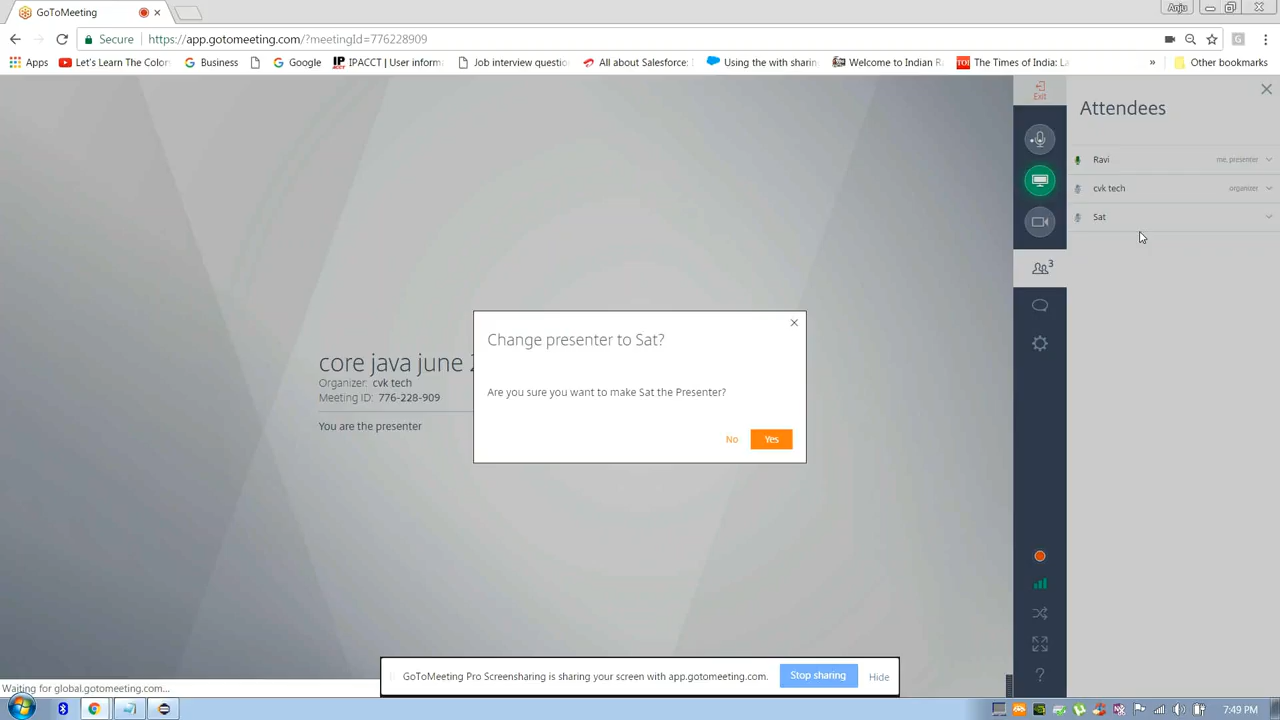 GoToMeeting
Anju
Secure https://app.gotomeeting.com/?meetingId=776228909
Apps Let's Learn The Color Business Google IPACCT | User inform Job interview questio All about Salesforce: Using the with sharin Welcome to Indian Ra The Times of India: La » Other bookmarks
Exit
Attendees
Ravi me, presenter
cvk tech organizer
Sat
3
core java june 2
Organizer: cvk tech
Meeting ID: 776-228-909
You are the presenter
Change presenter to Sat?
Are you sure you want to make Sat the Presenter?
No Yes
GoToMeeting Pro Screensharing is sharing your screen with app.gotomeeting.com. Stop sharing Hide
Waiting for global.gotomeeting.com...
7:49 PM